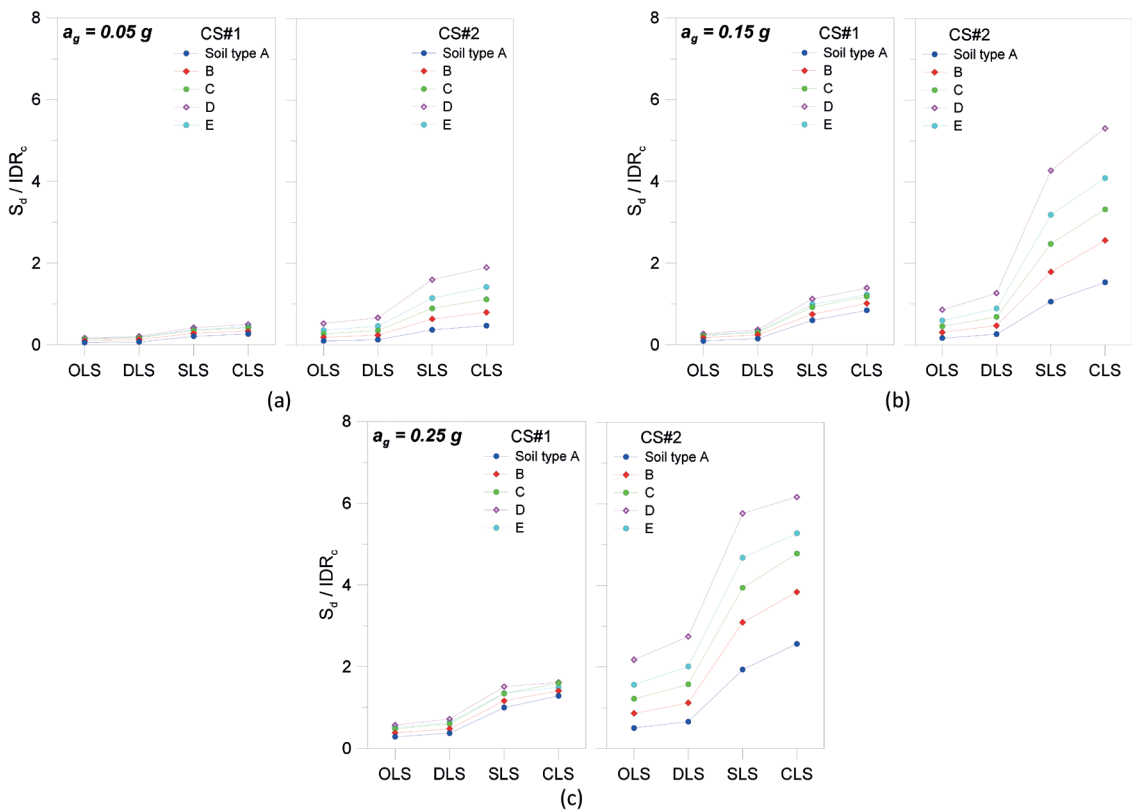 a_g = 0.05 g
CS#1
Soil type A
B
C
D
E
CS#2
Soil type A
B
C
D
E
8
6
4
2
0
S_d / IDR_c
OLS DLS SLS CLS
OLS DLS SLS CLS
(a)
a_g = 0.15 g
CS#1
Soil type A
B
C
D
E
CS#2
Soil type A
B
C
D
E
8
6
4
2
0
S_d / IDR_c
OLS DLS SLS CLS
OLS DLS SLS CLS
(b)
a_g = 0.25 g
CS#1
Soil type A
B
C
D
E
CS#2
Soil type A
B
C
D
E
8
6
4
2
0
S_d / IDR_c
OLS DLS SLS CLS
OLS DLS SLS CLS
(c)